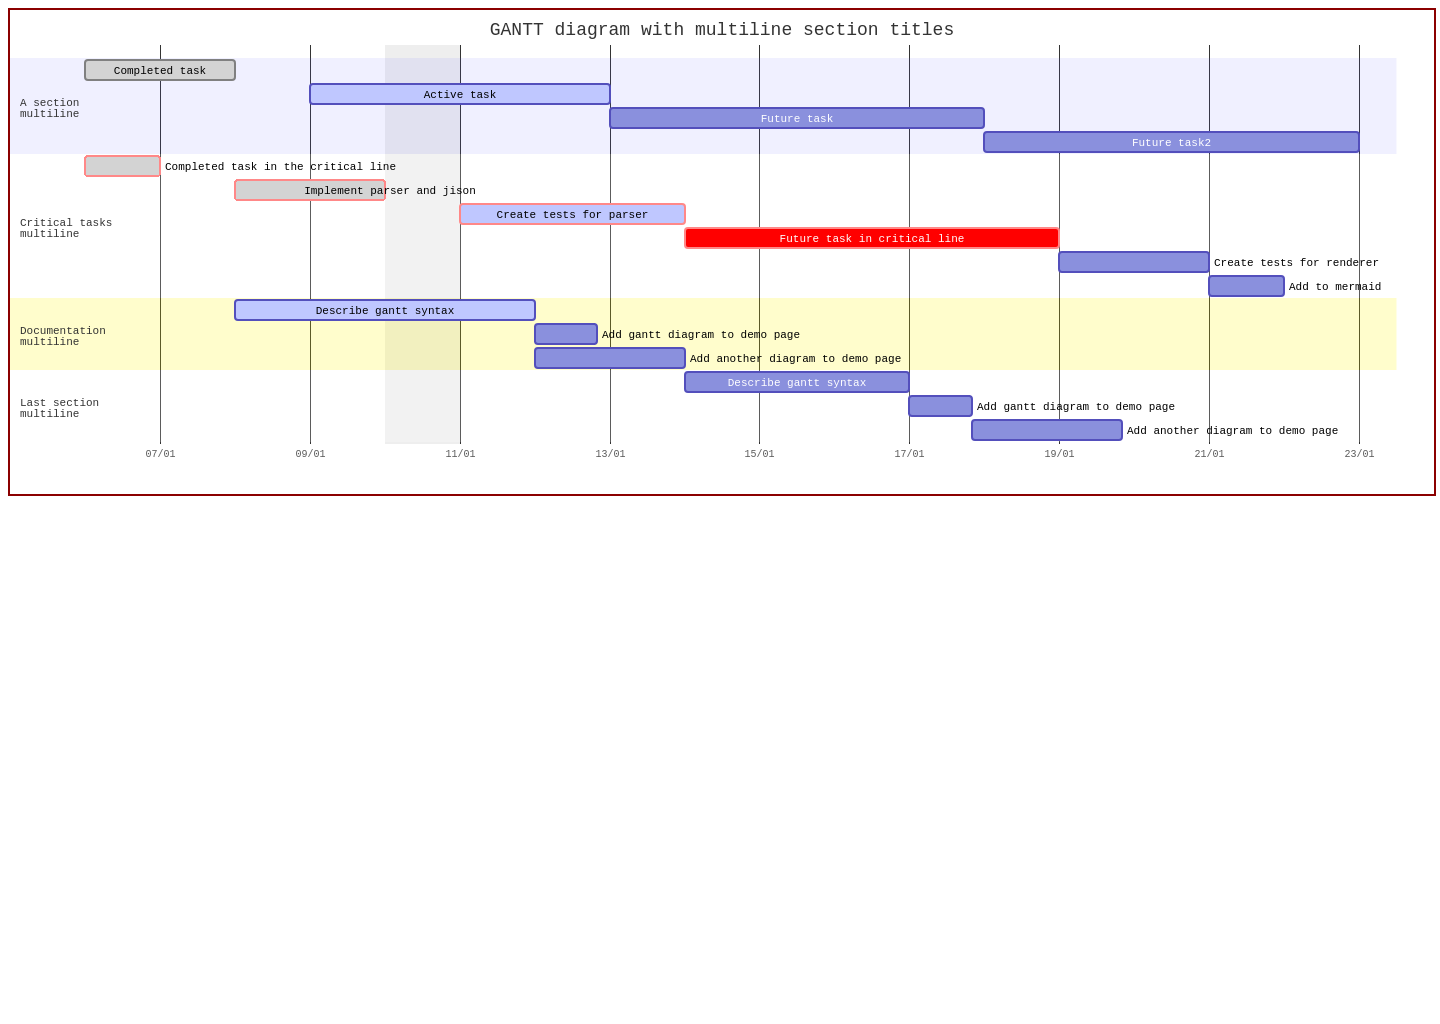 GANTT diagram with multiline section titles
Completed task
Active task
A section
multiline
Future task
Future task2
Completed task in the critical line
Implement parser and jison
Create tests for parser
Critical tasks
multiline
Future task in critical line
Create tests for renderer
Add to mermaid
Describe gantt syntax
Documentation
multiline
Add gantt diagram to demo page
Add another diagram to demo page
Describe gantt syntax
Last section
multiline
Add gantt diagram to demo page
Add another diagram to demo page
07/01 09/01 11/01 13/01 15/01 17/01 19/01 21/01 23/01